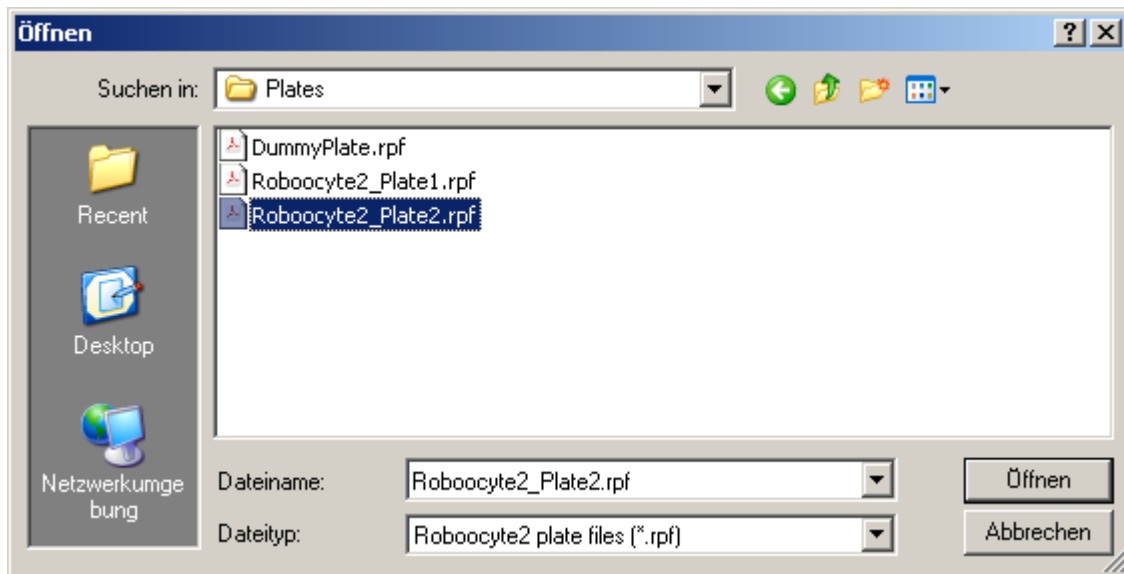 Öffnen
Suchen in: Plates
DummyPlate.rpf
Roboocyte2_Plate1.rpf
Roboocyte2_Plate2.rpf
Recent
Desktop
Netzwerkumge
bung
Dateiname: Roboocyte2_Plate2.rpf Öffnen
Dateityp: Roboocyte2 plate files (*.rpf) Abbrechen